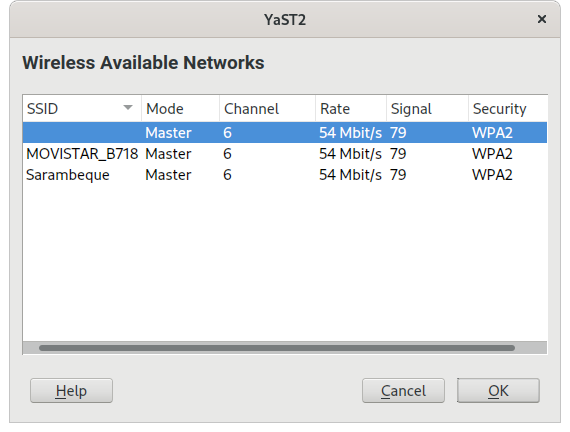 YaST2
Wireless Available Networks
SSID Mode Channel Rate Signal Security
Master 6 54 Mbit/s 79 WPA2
MOVISTAR_B718 Master 6 54 Mbit/s 79 WPA2
Sarambeque Master 6 54 Mbit/s 79 WPA2
Help Cancel OK